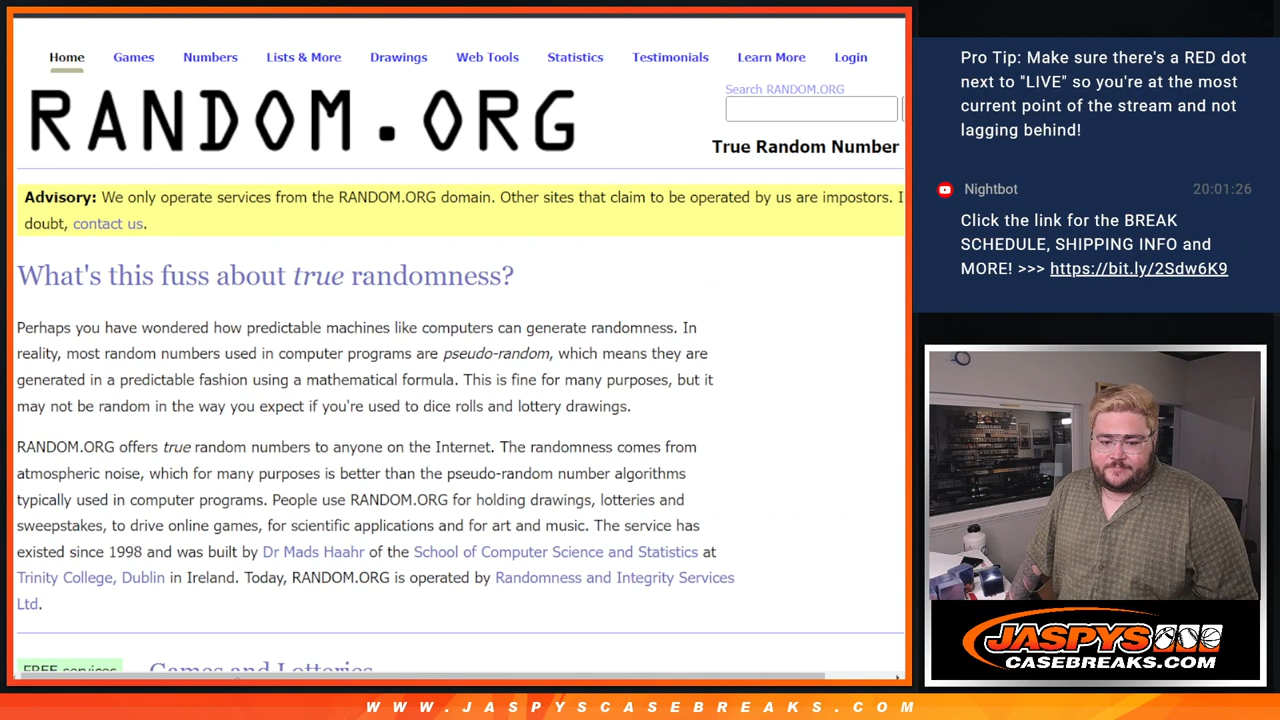 Home Games Numbers Lists & More Drawings Web Tools Statistics Testimonials Learn More Login
RANDOM.ORG
Search RANDOM.ORG
True Random Number
Advisory: We only operate services from the RANDOM.ORG domain. Other sites that claim to be operated by us are impostors. I
doubt, contact us.
What's this fuss about true randomness?
Perhaps you have wondered how predictable machines like computers can generate randomness. In
reality, most random numbers used in computer programs are pseudo-random, which means they are
generated in a predictable fashion using a mathematical formula. This is fine for many purposes, but it
may not be random in the way you expect if you're used to dice rolls and lottery drawings.
RANDOM.ORG offers true random numbers to anyone on the Internet. The randomness comes from
atmospheric noise, which for many purposes is better than the pseudo-random number algorithms
typically used in computer programs. People use RANDOM.ORG for holding drawings, lotteries and
sweepstakes, to drive online games, for scientific applications and for art and music. The service has
existed since 1998 and was built by Dr Mads Haahr of the School of Computer Science and Statistics at
Trinity College, Dublin in Ireland. Today, RANDOM.ORG is operated by Randomness and Integrity Services
Ltd.
FREE services
Games and Lotteries
Pro Tip: Make sure there's a RED dot
next to "LIVE" so you're at the most
current point of the stream and not
lagging behind!
Nightbot 20:01:26
Click the link for the BREAK
SCHEDULE, SHIPPING INFO and
MORE! >>> https://bit.ly/2Sdw6K9
JASPYS
CASEBREAKS.COM
WWW.JASPYSCASEBREAKS.COM